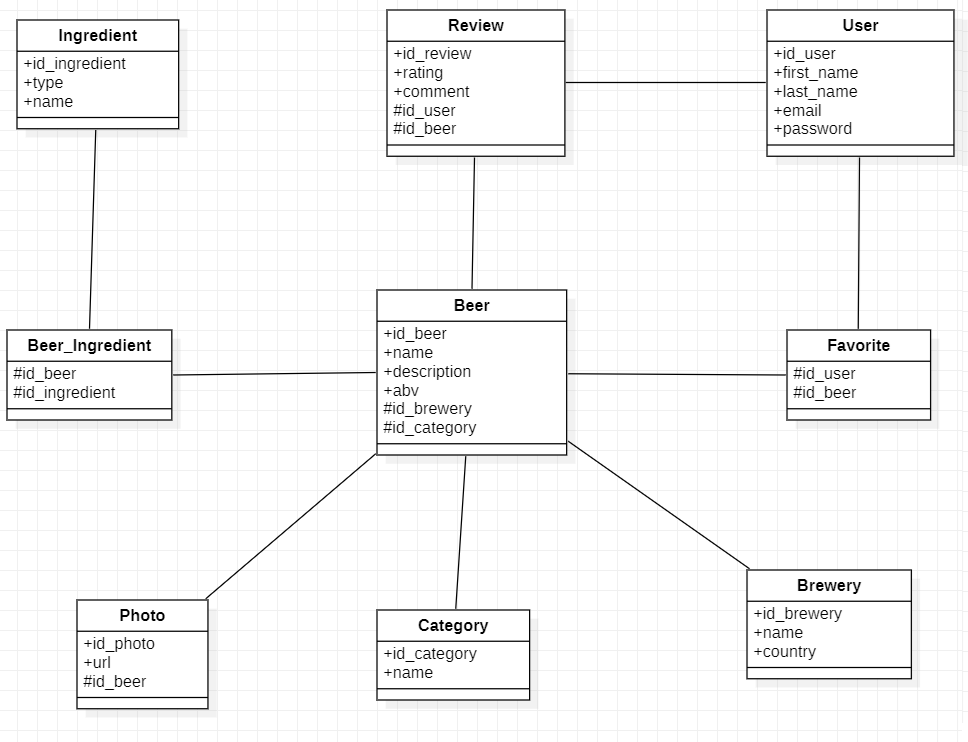 Ingredient
+id_ingredient
+type
+name
Review
+id_review
+rating
+comment
#id_user
#id_beer
User
+id_user
+first_name
+last_name
+email
+password
Beer_Ingredient
#id_beer
#id_ingredient
Beer
+id_beer
+name
+description
+abv
#id_brewery
#id_category
Favorite
#id_user
#id_beer
Photo
+id_photo
+url
#id_beer
Category
+id_category
+name
Brewery
+id_brewery
+name
+country